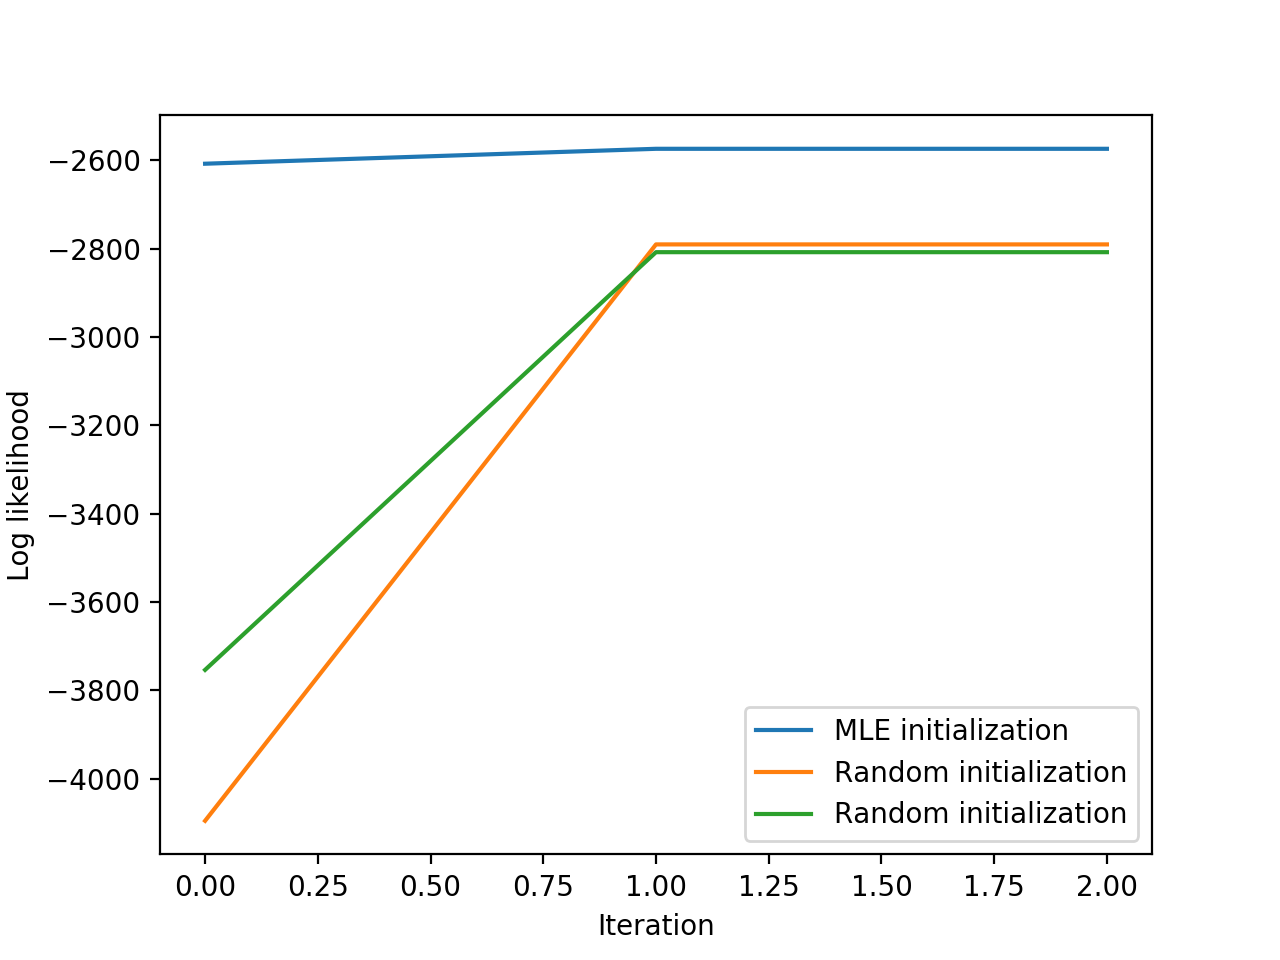 −2600
−2800
−3000
−3200
−3400
−3600
−3800
−4000
Log likelihood
0.00 0.25 0.50 0.75 1.00 1.25 1.50 1.75 2.00
Iteration
MLE initialization
Random initialization
Random initialization